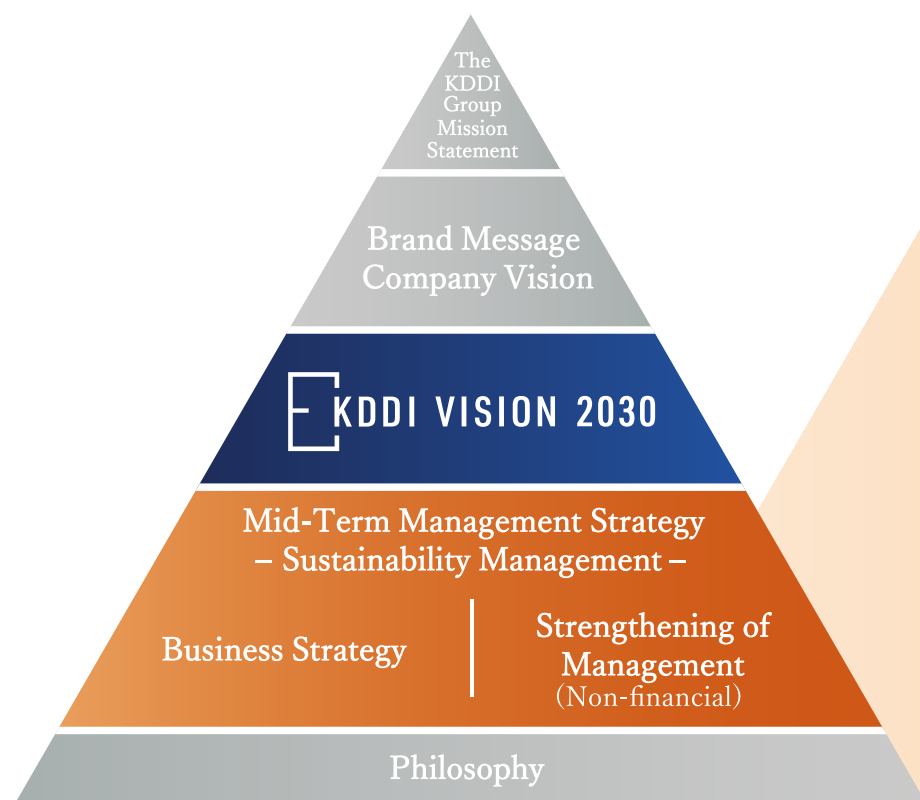 The
KDDI
Group
Mission
Statement
Brand Message
Company Vision
KDDI VISION 2030
Mid-Term Management Strategy
– Sustainability Management –
Business Strategy
Strengthening of
Management
(Non-financial)
Philosophy